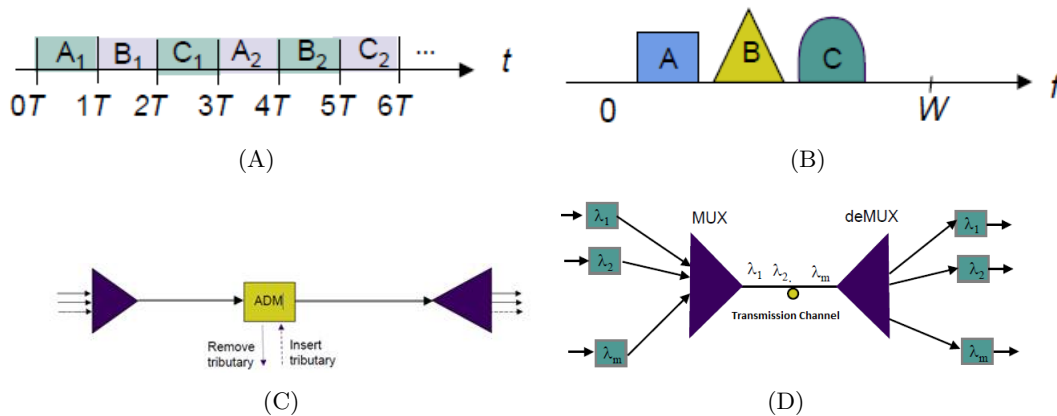 A₁ B₁ C₁ A₂ B₂ C₂ ... t
0T 1T 2T 3T 4T 5T 6T
(A)
A B C f
0 W
(B)
ADM
Remove tributary
Insert tributary
(C)
MUX deMUX
λ₁ λ₁
λ₂ λ₁ λ₂. λₘ λ₂
Transmission Channel
λₘ λₘ
(D)